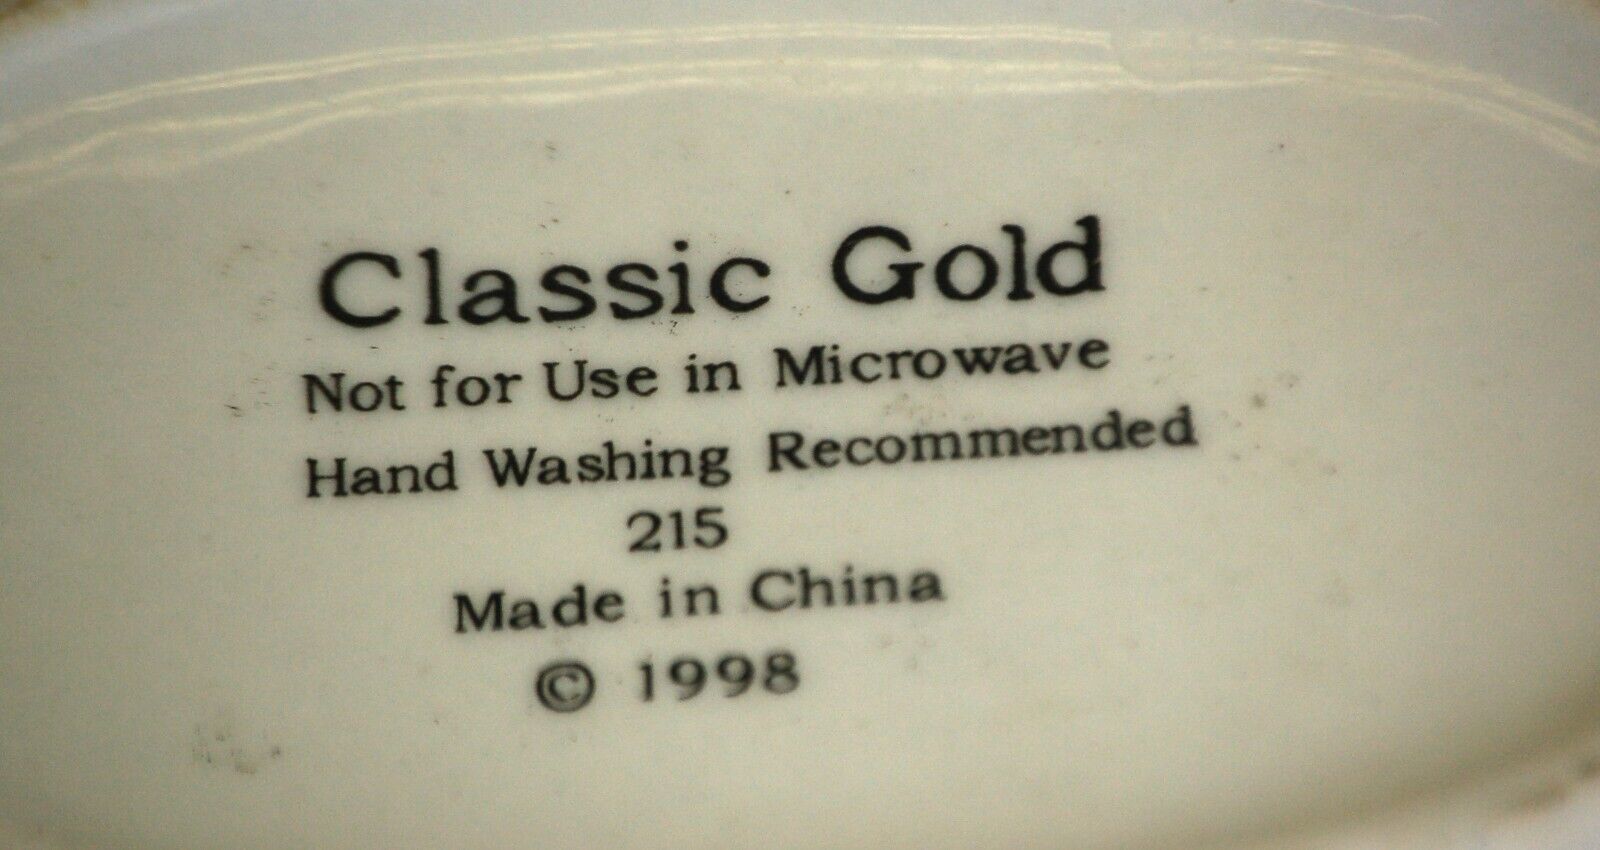 Classic Gold
Not for Use in Microwave
Hand Washing Recommended
215
Made in China
© 1998